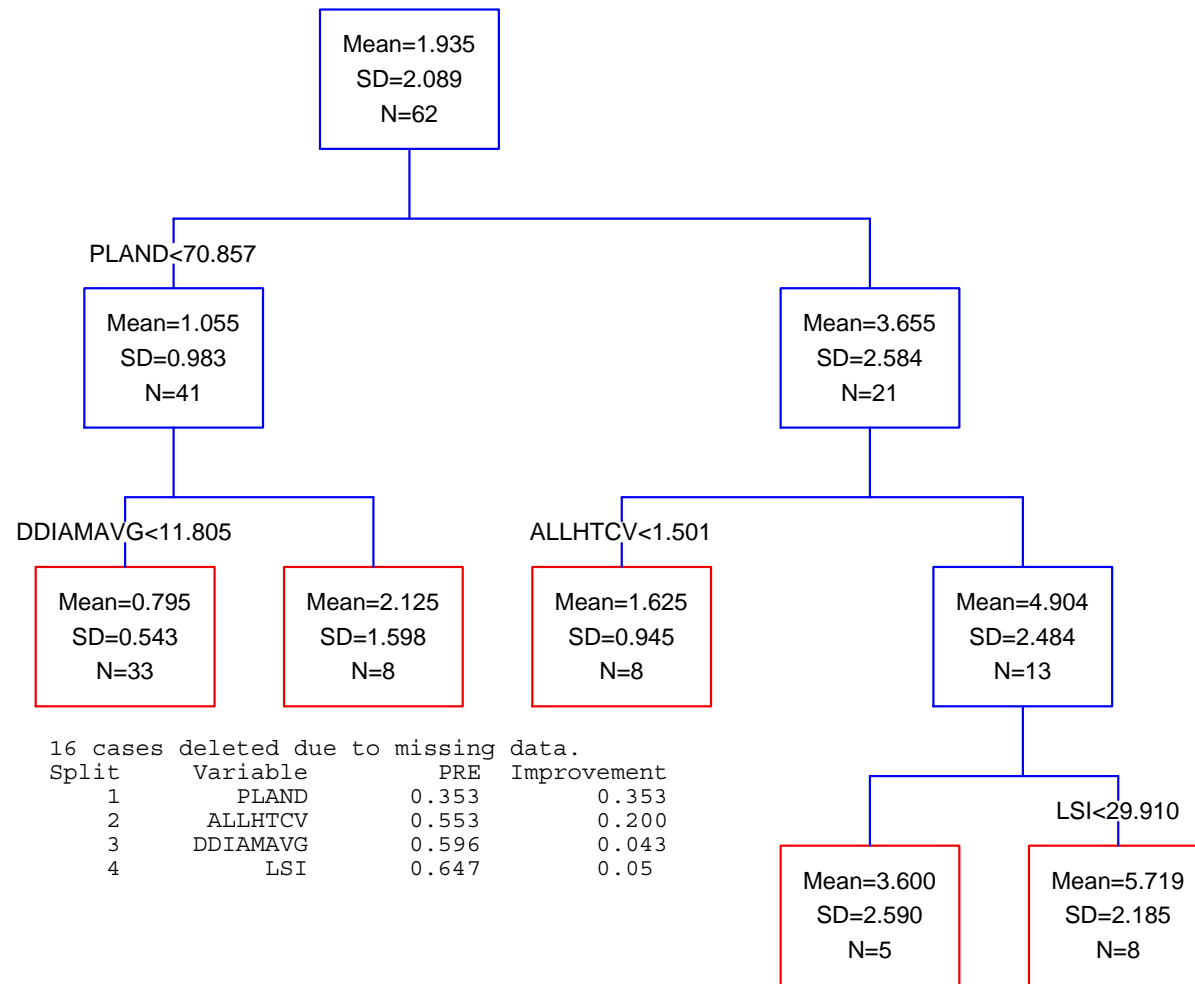 Mean=1.935
SD=2.089
N=62
PLAND<70.857
Mean=1.055
SD=0.983
N=41
Mean=3.655
SD=2.584
N=21
DDIAMAVG<11.805
ALLHTCV<1.501
Mean=0.795
SD=0.543
N=33
Mean=2.125
SD=1.598
N=8
Mean=1.625
SD=0.945
N=8
Mean=4.904
SD=2.484
N=13
16 cases deleted due to missing data.
Split Variable PRE Improvement
1 PLAND 0.353 0.353
2 ALLHTCV 0.553 0.200
3 DDIAMAVG 0.596 0.043
4 LSI 0.647 0.05
LSI<29.910
Mean=3.600
SD=2.590
N=5
Mean=5.719
SD=2.185
N=8